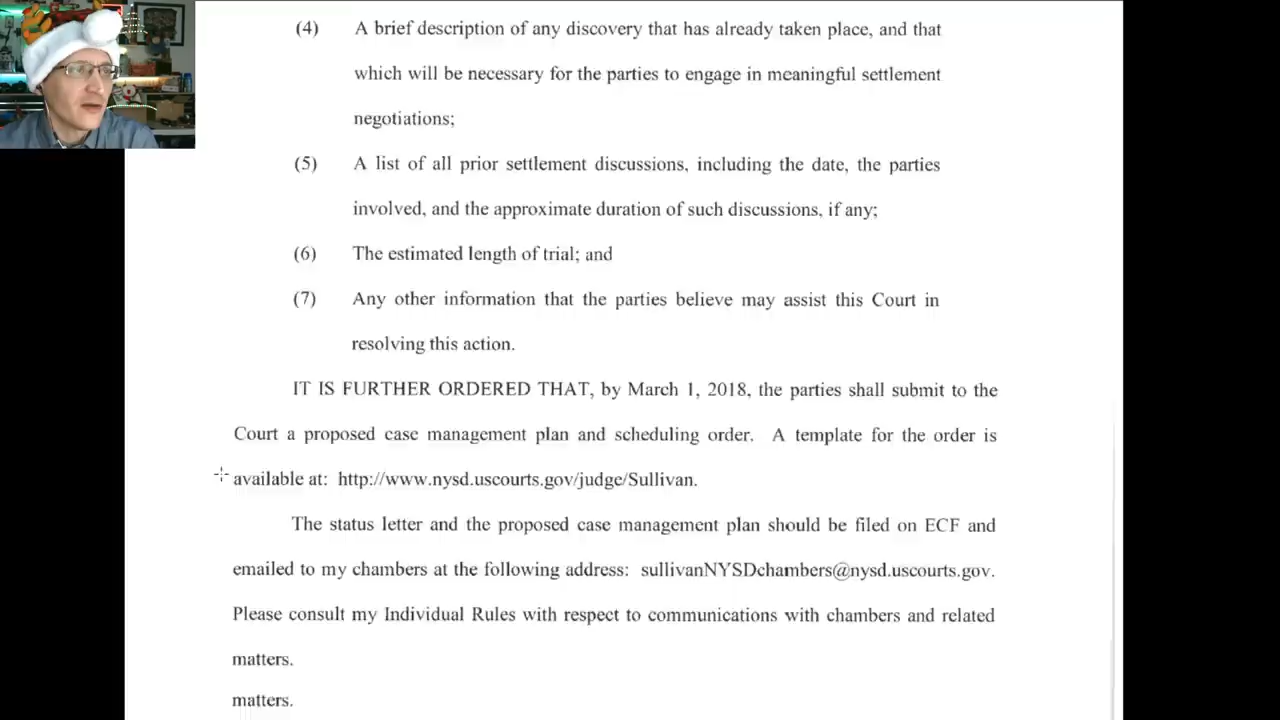 (4) A brief description of any discovery that has already taken place, and that
which will be necessary for the parties to engage in meaningful settlement
negotiations;
(5) A list of all prior settlement discussions, including the date, the parties
involved, and the approximate duration of such discussions, if any;
(6) The estimated length of trial; and
(7) Any other information that the parties believe may assist this Court in
resolving this action.
IT IS FURTHER ORDERED THAT, by March 1, 2018, the parties shall submit to the
Court a proposed case management plan and scheduling order. A template for the order is
available at: http://www.nysd.uscourts.gov/judge/Sullivan.
The status letter and the proposed case management plan should be filed on ECF and
emailed to my chambers at the following address: sullivanNYSDchambers@nysd.uscourts.gov.
Please consult my Individual Rules with respect to communications with chambers and related
matters.
matters.